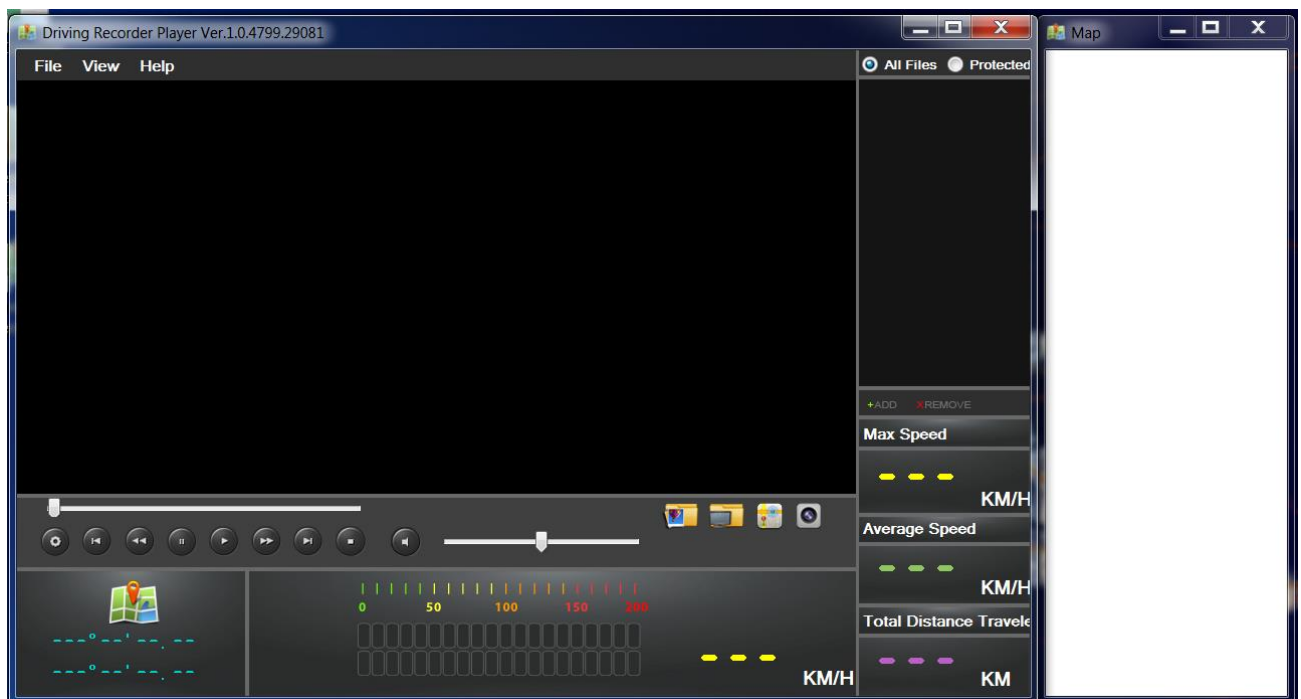 Driving Recorder Player Ver.1.0.4799.29081
Map
File View Help
All Files Protected
+ADD XREMOVE
Max Speed
--- KM/H
Average Speed
--- KM/H
0 50 100 150 200
Total Distance Travele
---°--'--.--
---°--'--.--
--- KM/H
--- KM